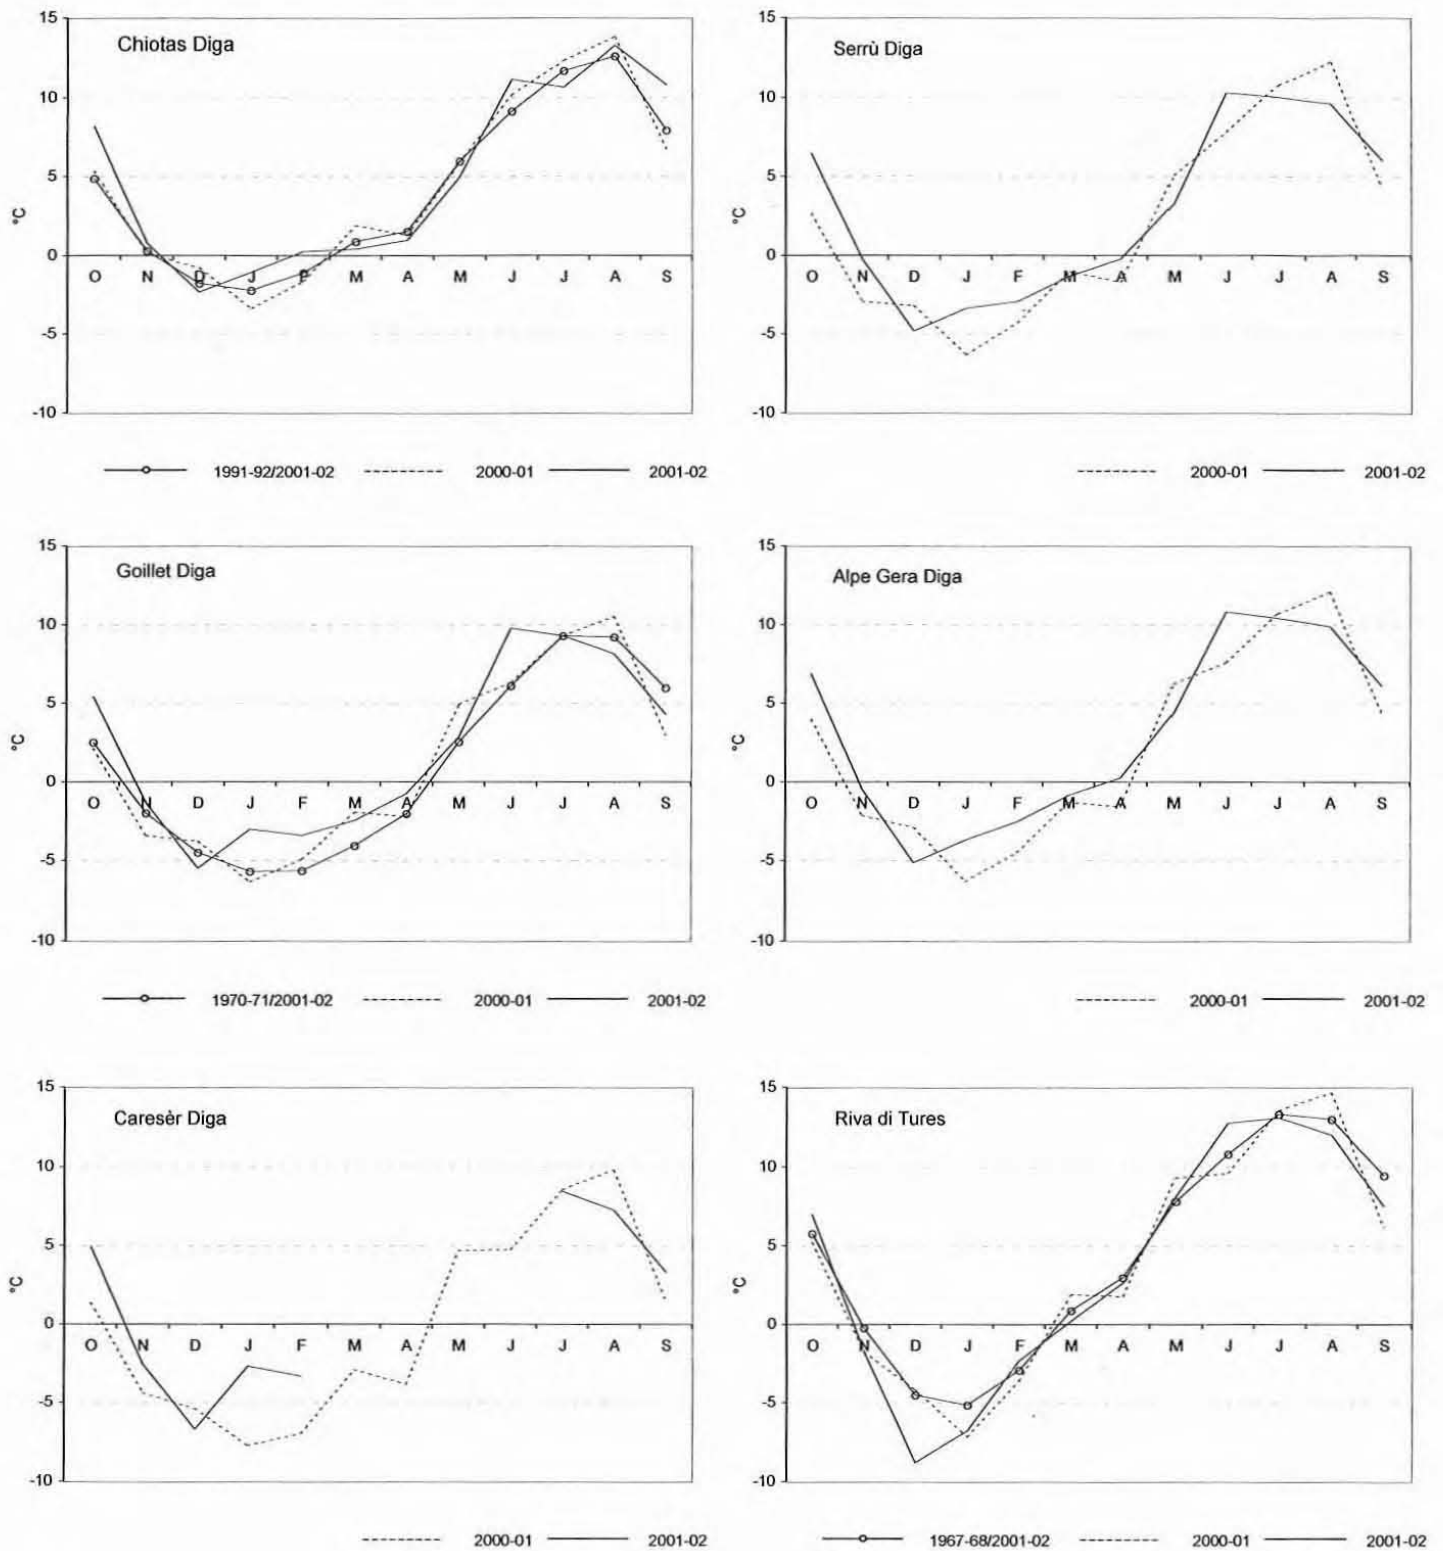 Chiotas Diga
15
10
5
0
-5
-10
°C
O N D J F M A M J J A S
1991-92/2001-02 2000-01 2001-02
Serrù Diga
15
10
5
0
-5
-10
°C
O N D J F M A M J J A S
2000-01 2001-02
Goillet Diga
15
10
5
0
-5
-10
°C
O N D J F M A M J J A S
1970-71/2001-02 2000-01 2001-02
Alpe Gera Diga
15
10
5
0
-5
-10
°C
O N D J F M A M J J A S
2000-01 2001-02
Caresèr Diga
15
10
5
0
-5
-10
°C
O N D J F M A M J J A S
2000-01 2001-02
Riva di Tures
15
10
5
0
-5
-10
°C
O N D J F M A M J J A S
1967-68/2001-02 2000-01 2001-02